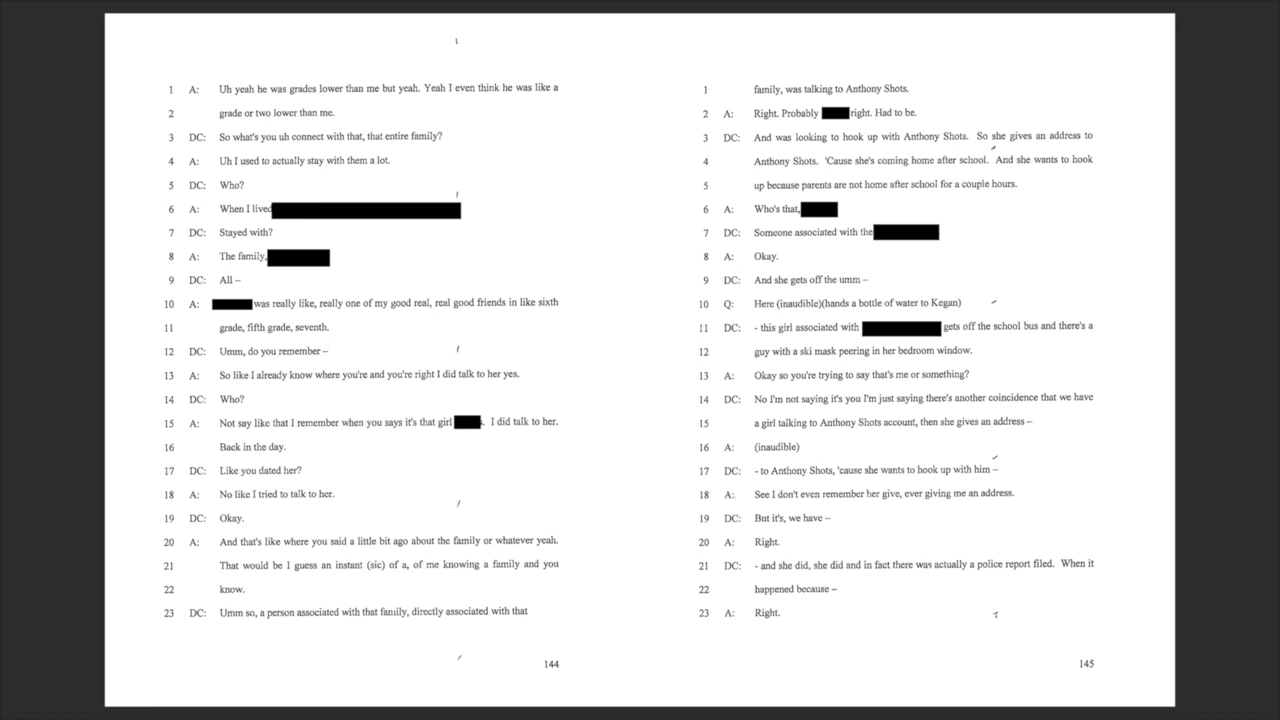 1 A: Uh yeah he was grades lower than me but yeah. Yeah I even think he was like a
2 grade or two lower than me.
3 DC: So what's you uh connect with that, that entire family?
4 A: Uh I used to actually stay with them a lot.
5 DC: Who?
6 A: When I lived
7 DC: Stayed with?
8 A: The family,
9 DC: All –
10 A: was really like, really one of my good real, real good friends in like sixth
11 grade, fifth grade, seventh.
12 DC: Umm, do you remember –
13 A: So like I already know where you're and you're right I did talk to her yes.
14 DC: Who?
15 A: Not say like that I remember when you says it's that girl . I did talk to her.
16 Back in the day.
17 DC: Like you dated her?
18 A: No like I tried to talk to her.
19 DC: Okay.
20 A: And that's like where you said a little bit ago about the family or whatever yeah.
21 That would be I guess an instant (sic) of a, of me knowing a family and you
22 know.
23 DC: Umm so, a person associated with that family, directly associated with that
144
1 family, was talking to Anthony Shots.
2 A: Right. Probably right. Had to be.
3 DC: And was looking to hook up with Anthony Shots. So she gives an address to
4 Anthony Shots. 'Cause she's coming home after school. And she wants to hook
5 up because parents are not home after school for a couple hours.
6 A: Who's that,
7 DC: Someone associated with the
8 A: Okay.
9 DC: And she gets off the umm –
10 Q: Here (inaudible)(hands a bottle of water to Kegan)
11 DC: - this girl associated with gets off the school bus and there's a
12 guy with a ski mask peering in her bedroom window.
13 A: Okay so you're trying to say that's me or something?
14 DC: No I'm not saying it's you I'm just saying there's another coincidence that we have
15 a girl talking to Anthony Shots account, then she gives an address –
16 A: (inaudible)
17 DC: - to Anthony Shots, 'cause she wants to hook up with him –
18 A: See I don't even remember her give, ever giving me an address.
19 DC: But it's, we have –
20 A: Right.
21 DC: - and she did, she did and in fact there was actually a police report filed. When it
22 happened because –
23 A: Right.
145